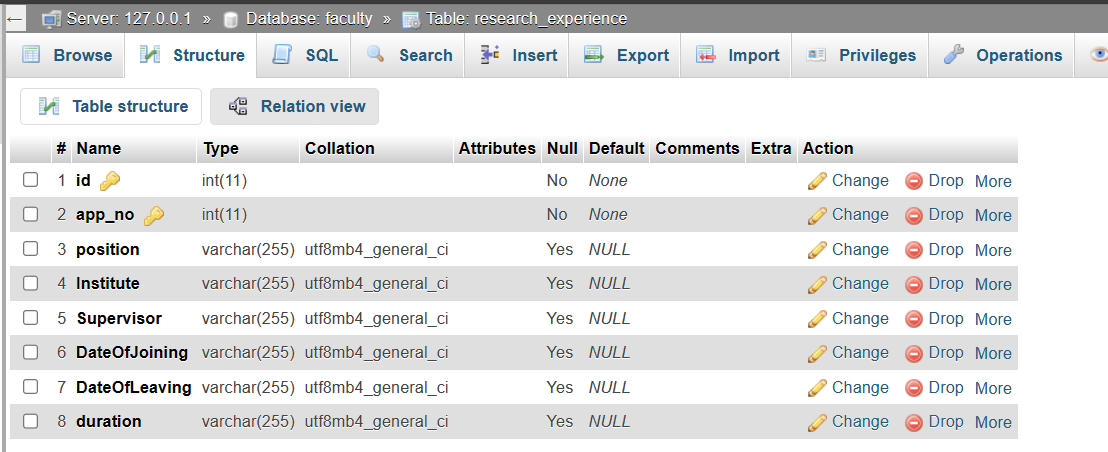 Server: 127.0.0.1 » Database: faculty » Table: research_experience
Browse Structure SQL Search Insert Export Import Privileges Operations
Table structure Relation view
# Name Type Collation Attributes Null Default Comments Extra Action
1 id int(11) No None Change Drop More
2 app_no int(11) No None Change Drop More
3 position varchar(255) utf8mb4_general_ci Yes NULL Change Drop More
4 Institute varchar(255) utf8mb4_general_ci Yes NULL Change Drop More
5 Supervisor varchar(255) utf8mb4_general_ci Yes NULL Change Drop More
6 DateOfJoining varchar(255) utf8mb4_general_ci Yes NULL Change Drop More
7 DateOfLeaving varchar(255) utf8mb4_general_ci Yes NULL Change Drop More
8 duration varchar(255) utf8mb4_general_ci Yes NULL Change Drop More